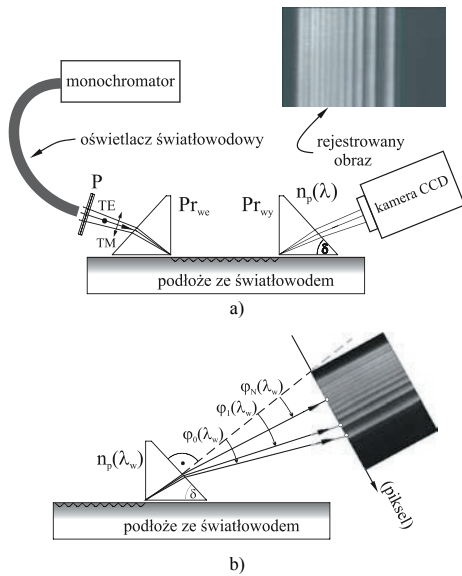 monochromator
oświetlacz światłowodowy
rejestrowany
obraz
P
TE
TM
Pr_we
Pr_wy
n_p(λ)
kamera CCD
δ
podłoże ze światłowodem
a)
φ_N(λ_w)
φ_1(λ_w)
φ_0(λ_w)
n_p(λ_w)
δ
(piksel)
podłoże ze światłowodem
b)